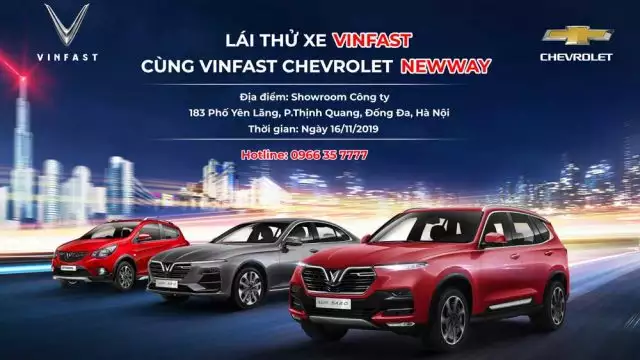 VINFAST
CHEVROLET
LÁI THỬ XE VINFAST
CÙNG VINFAST CHEVROLET NEWWAY
Địa điểm: Showroom Công ty
183 Phố Yên Lãng, P.Thịnh Quang, Đống Đa, Hà Nội
Thời gian: Ngày 16/11/2019
Hotline: 0966 35 7777